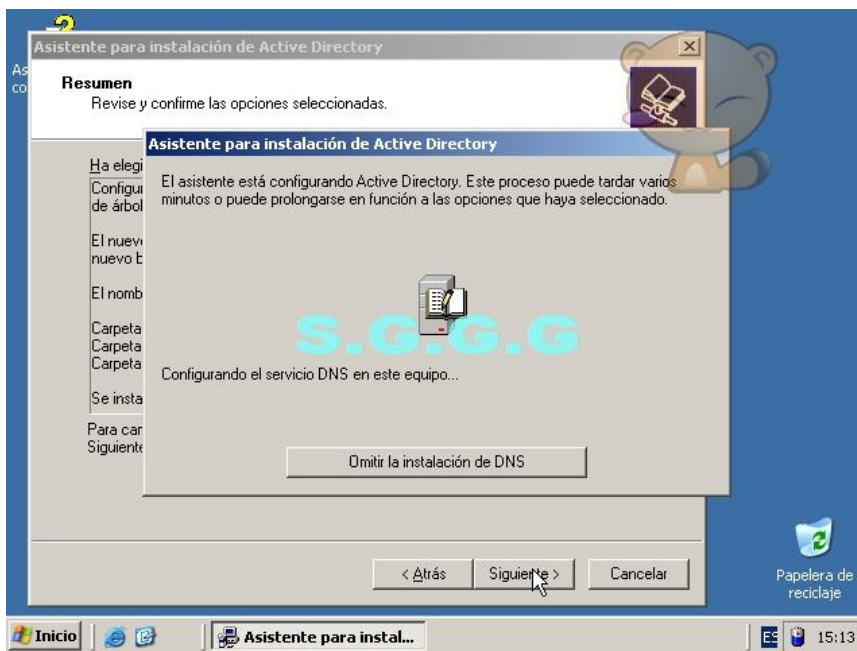 As
co
Asistente para instalación de Active Directory
Resumen
Revise y confirme las opciones seleccionadas.
Asistente para instalación de Active Directory
Ha elegi
Configu
de árbol
El nuev
nuevo b
El nomb
Carpeta
Carpeta
Carpeta
Se insta
Para car
Siguiente
El asistente está configurando Active Directory. Este proceso puede tardar varios
minutos o puede prolongarse en función a las opciones que haya seleccionado.
S.G.G.G
Configurando el servicio DNS en este equipo...
Omitir la instalación de DNS
< Atrás
Siguiente >
Cancelar
Papelera de
reciclaje
Inicio
Asistente para instal...
ES
15:13